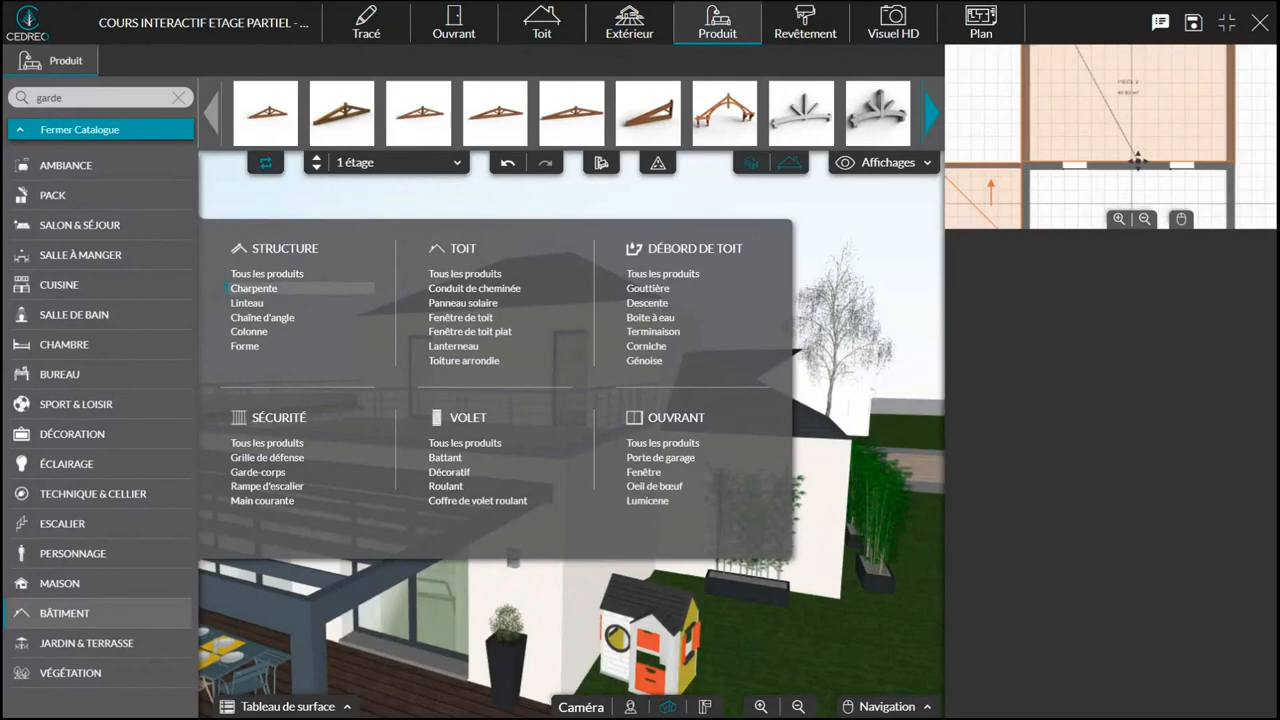 CEDREO
COURS INTERACTIF ETAGE PARTIEL - ...
Tracé
Ouvrant
Toit
Extérieur
Produit
Revêtement
Visuel HD
Plan
Produit
garde
Fermer Catalogue
AMBIANCE
PACK
SALON & SÉJOUR
SALLE À MANGER
CUISINE
SALLE DE BAIN
CHAMBRE
BUREAU
SPORT & LOISIR
DÉCORATION
ÉCLAIRAGE
TECHNIQUE & CELLIER
ESCALIER
PERSONNAGE
MAISON
BÂTIMENT
JARDIN & TERRASSE
VÉGÉTATION
1 étage
Affichages
STRUCTURE
Tous les produits
Charpente
Linteau
Chaîne d'angle
Colonne
Forme
TOIT
Tous les produits
Conduit de cheminée
Panneau solaire
Fenêtre de toit
Fenêtre de toit plat
Lanterneau
Toiture arrondie
DÉBORD DE TOIT
Tous les produits
Gouttière
Descente
Boite à eau
Terminaison
Corniche
Génoise
SÉCURITÉ
Tous les produits
Grille de défense
Garde-corps
Rampe d'escalier
Main courante
VOLET
Tous les produits
Battant
Décoratif
Roulant
Coffre de volet roulant
OUVRANT
Tous les produits
Porte de garage
Fenêtre
Oeil de bœuf
Lumicene
Tableau de surface
Caméra
Navigation